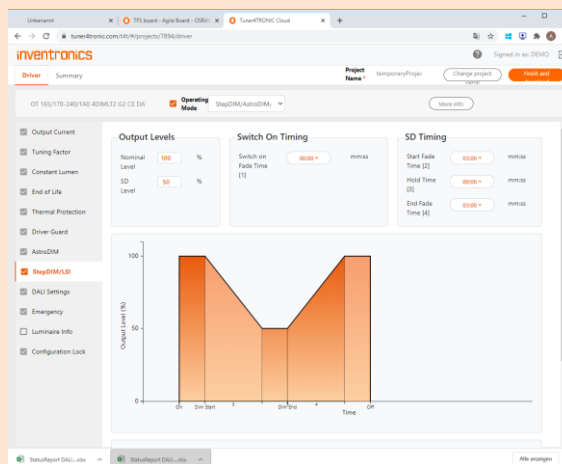 Unbenannt
TPS board - Agile Board - OSRA
Tuner4TRONIC Cloud
tuner4tronic.com/t4t/#/projects/7894/driver
inventronics
Signed in as: DEMO
Driver
Summary
Project Name *
temporaryProjec
Change project name
Finish and
OT 165/170-240/1A0 4DIMLT2 G2 CE DA
Operating Mode
StepDIM/AstroDIM/
More info
Output Current
Tuning Factor
Constant Lumen
End of Life
Thermal Protection
Driver Guard
AstroDIM
StepDIM/LSI
DALI Settings
Emergency
Luminaire Info
Configuration Lock
Output Levels
Nominal Level
100
%
SD Level
50
%
Switch On Timing
Switch on Fade Time [1]
00:00
mm:ss
SD Timing
Start Fade Time [2]
03:00
mm:ss
Hold Time [3]
00:00
mm:ss
End Fade Time [4]
03:00
mm:ss
Output Level (%)
100
50
0
On
Dim Start
2
Dim End
4
Off
Time
StatusReport DALI....xlsx
StatusReport DALI....xlsx
Alle anzeigen